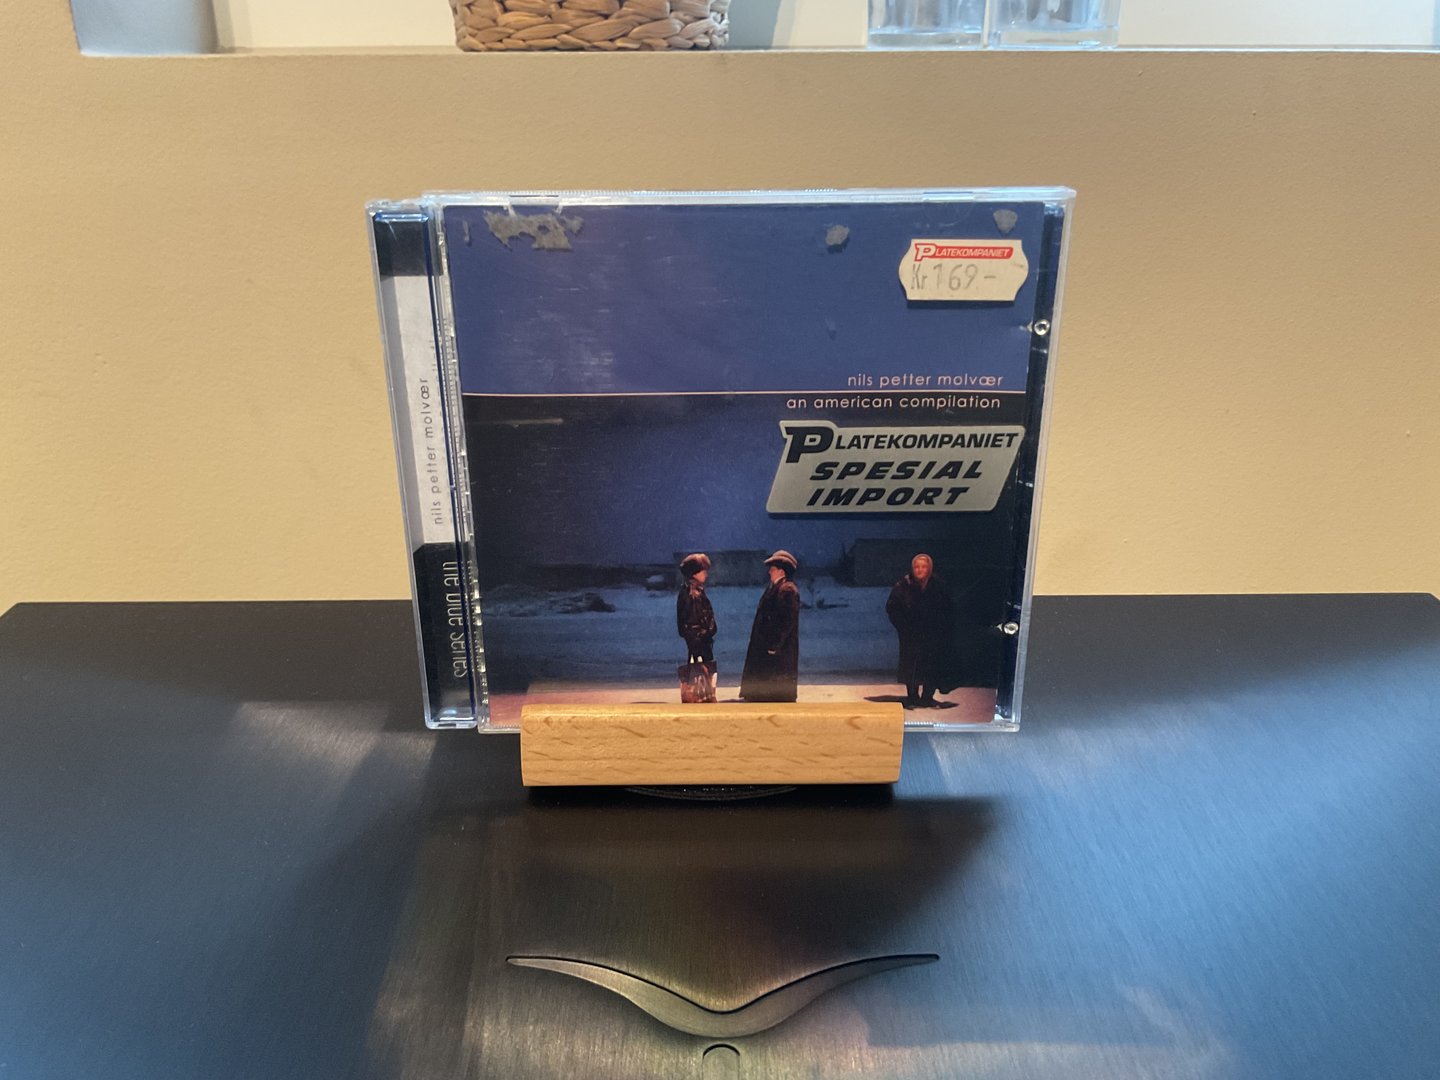 PLATEKOMPANIET
Kr 169.-
nils petter molvær
an american compilation
PLATEKOMPANIET
SPESIAL
IMPORT
nils petter molvær
the blue series